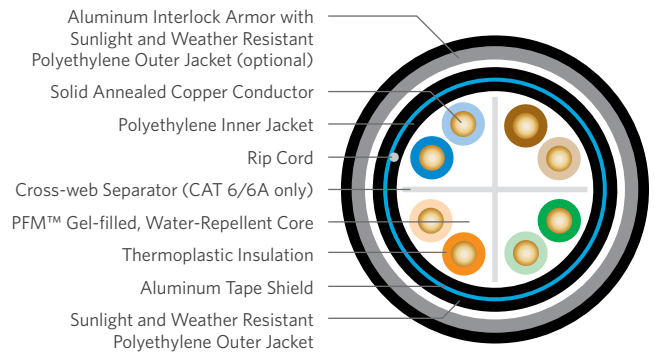 Aluminum Interlock Armor with
Sunlight and Weather Resistant
Polyethylene Outer Jacket (optional)
Solid Annealed Copper Conductor
Polyethylene Inner Jacket
Rip Cord
Cross-web Separator (CAT 6/6A only)
PFM™ Gel-filled, Water-Repellent Core
Thermoplastic Insulation
Aluminum Tape Shield
Sunlight and Weather Resistant
Polyethylene Outer Jacket